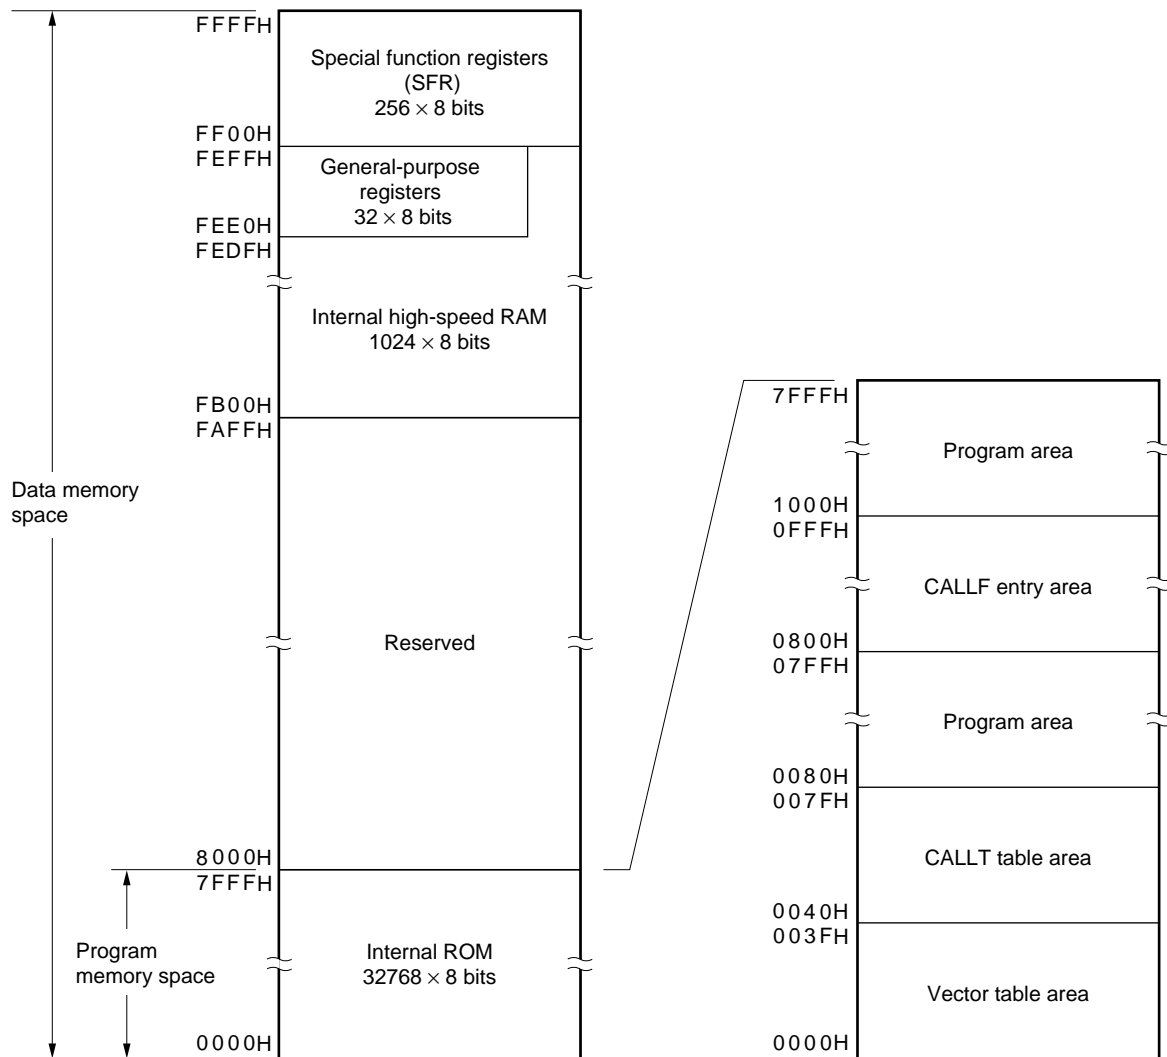 FFFFH
Special function registers
(SFR)
256 × 8 bits
FF00H
FEFFH
General-purpose
registers
32 × 8 bits
FEE0H
FEDFH
Internal high-speed RAM
1024 × 8 bits
FB00H
FAFFH
Data memory
space
Reserved
8000H
7FFFH
Program
memory space
Internal ROM
32768 × 8 bits
0000H
7FFFH
Program area
1000H
0FFFH
CALLF entry area
0800H
07FFH
Program area
0080H
007FH
CALLT table area
0040H
003FH
Vector table area
0000H